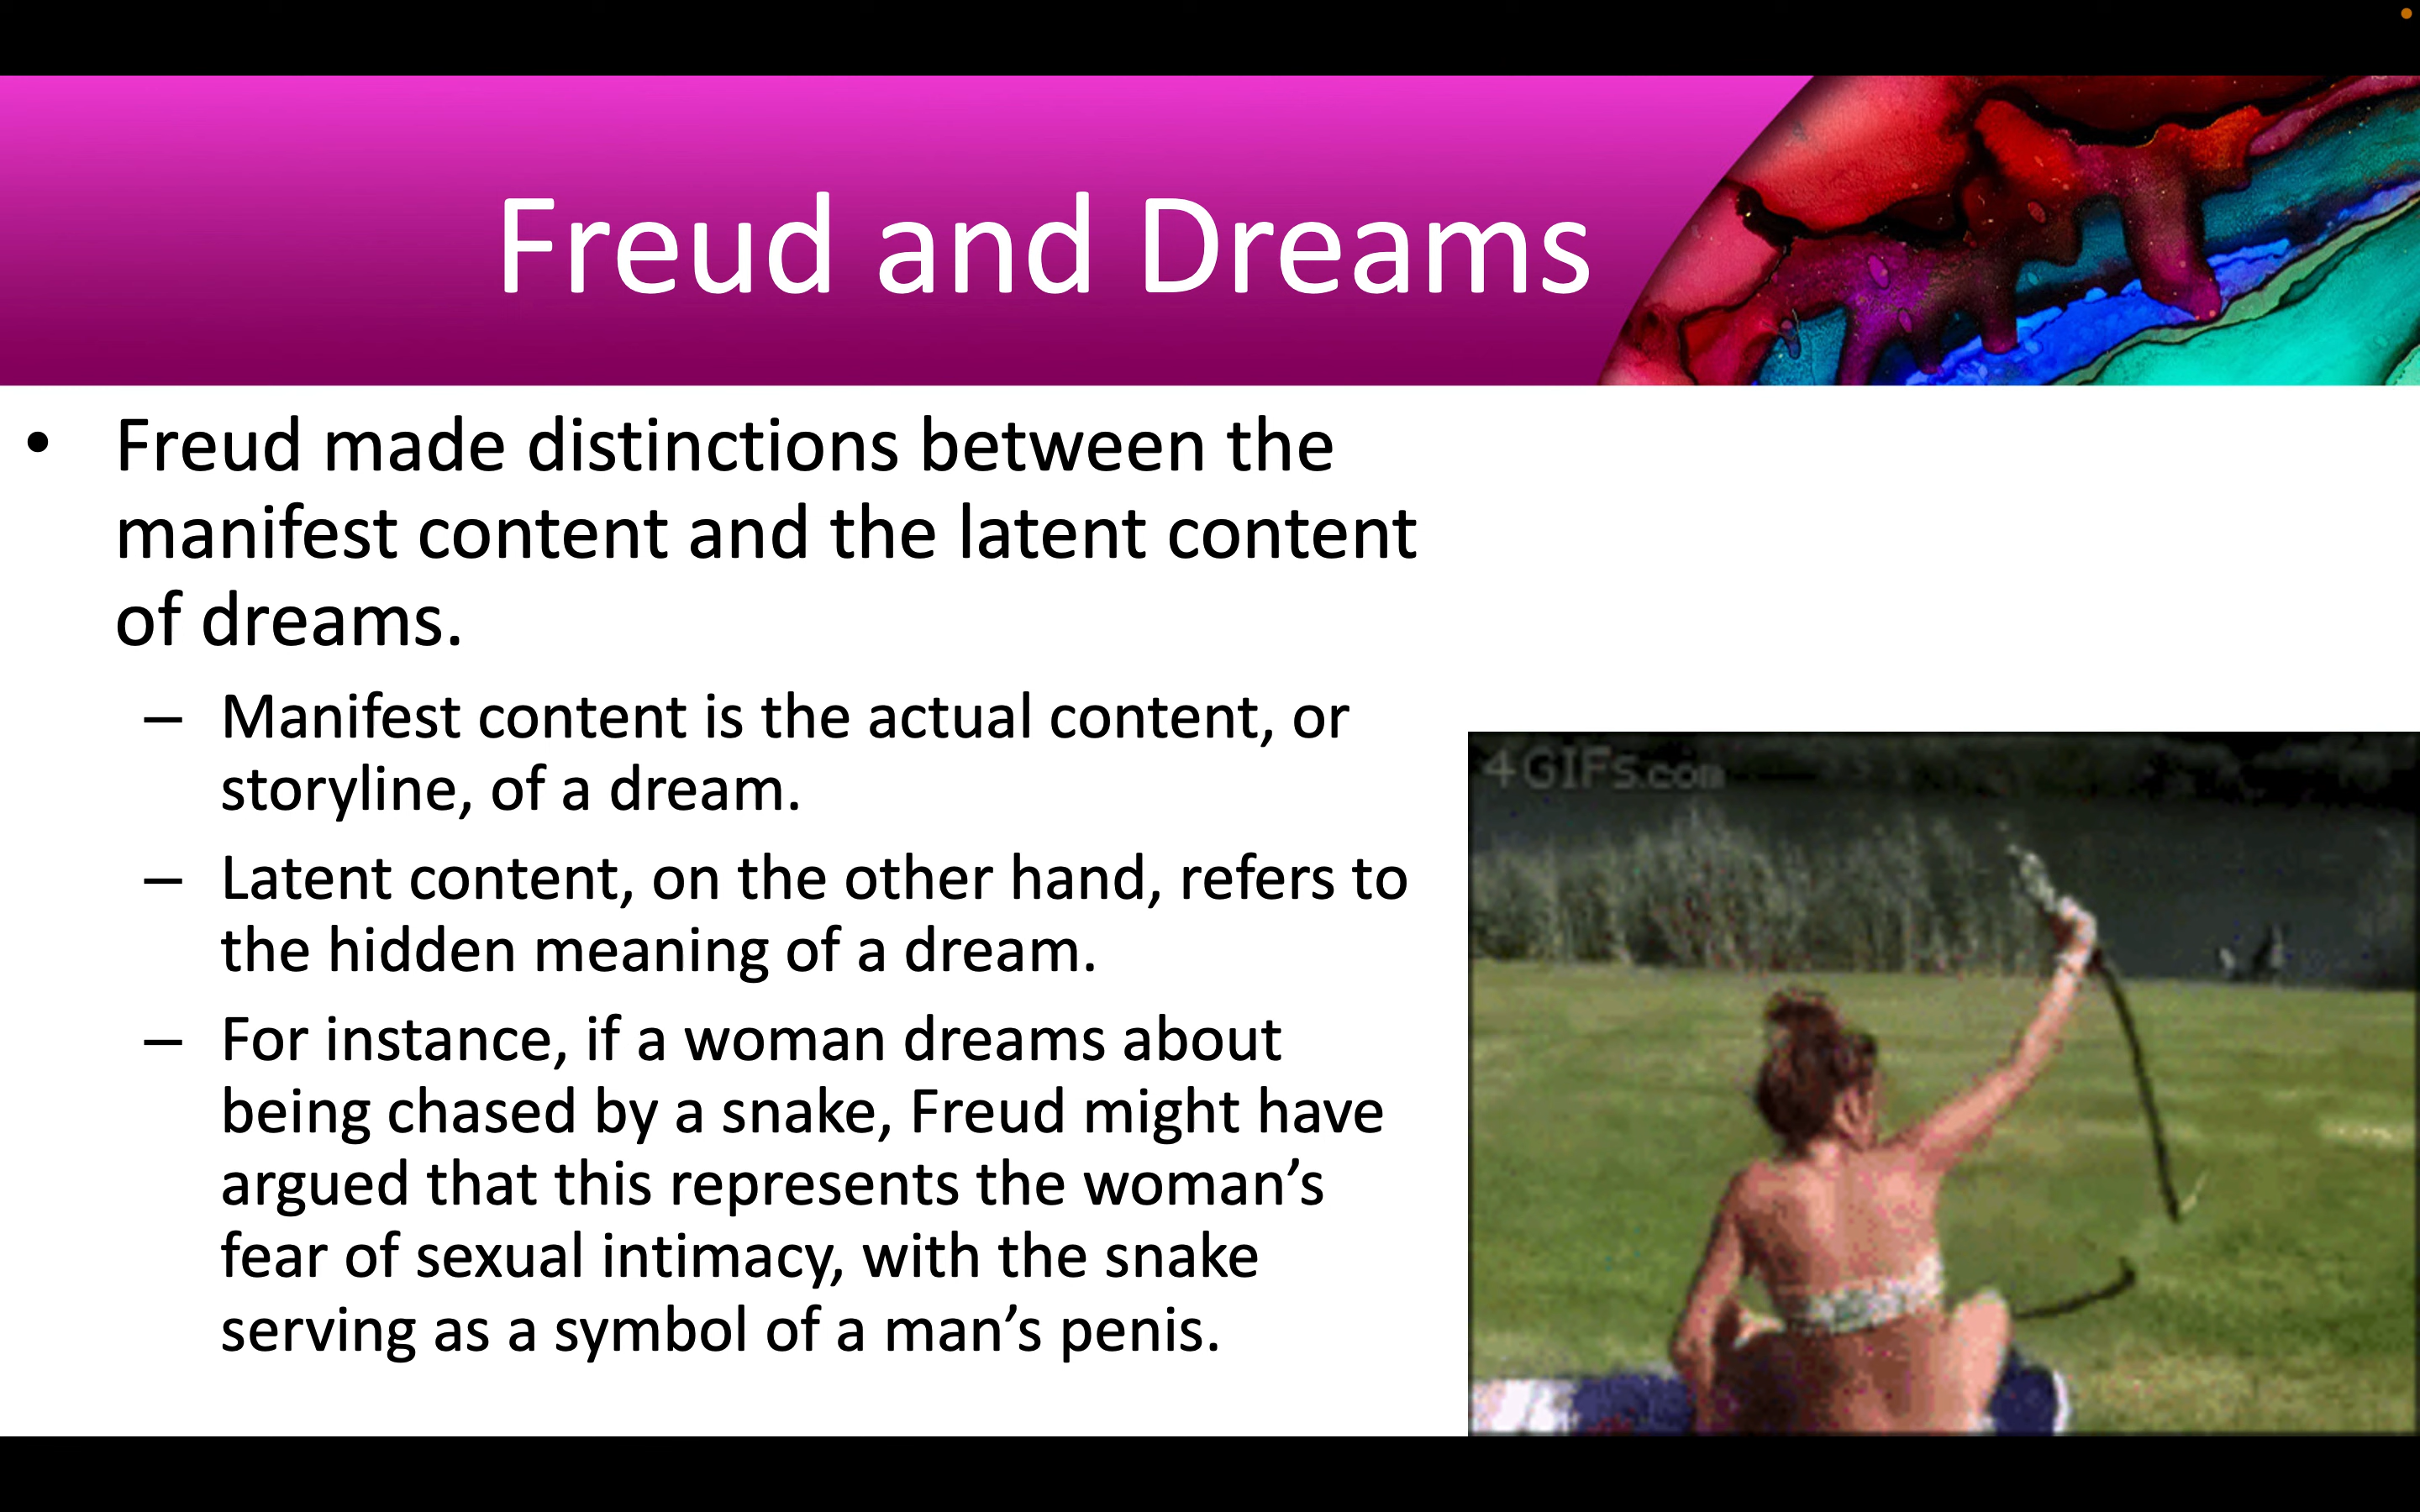 Freud and Dreams
• Freud made distinctions between the
manifest content and the latent content
of dreams.
– Manifest content is the actual content, or
storyline, of a dream.
– Latent content, on the other hand, refers to
the hidden meaning of a dream.
– For instance, if a woman dreams about
being chased by a snake, Freud might have
argued that this represents the woman’s
fear of sexual intimacy, with the snake
serving as a symbol of a man’s penis.
4GIFs.com